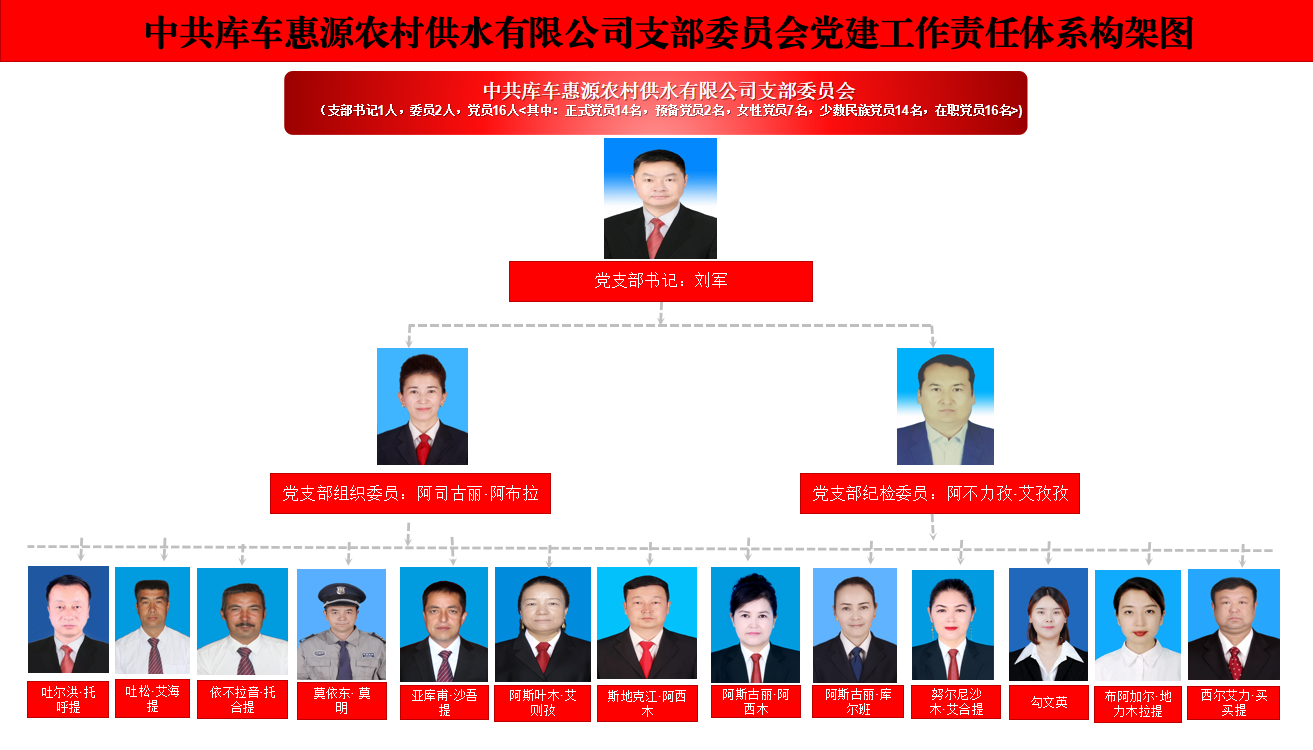 中共库车惠源农村供水有限公司支部委员会党建工作责任体系构架图
中共库车惠源农村供水有限公司支部委员会
（支部书记1人，委员2人，党员16人<其中：正式党员14名，预备党员2名，女性党员7名，少数民族党员14名，在职党员16名>)
党支部书记：刘军
党支部组织委员：阿司古丽·阿布拉
党支部纪检委员：阿不力孜·艾孜孜
吐尔洪·托
呼提
吐松·艾海
提
依不拉音·托
合提
莫依东· 莫
明
亚库甫·沙吾
提
阿斯叶木·艾
则孜
斯地克江·阿西
木
阿斯古丽·阿
西木
阿斯古丽·库
尔班
努尔尼沙
木·艾合提
勾文英
布阿加尔·地
力木拉提
西尔艾力·买
买提